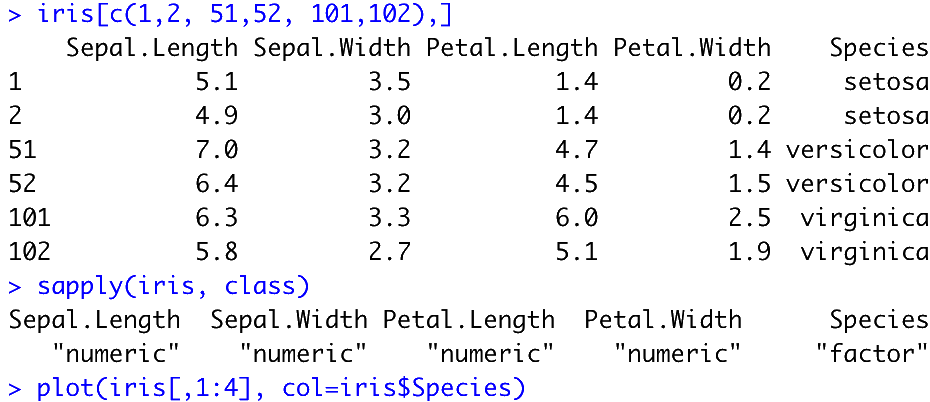 > iris[c(1,2, 51,52, 101,102),]
    Sepal.Length Sepal.Width Petal.Length Petal.Width    Species
1            5.1         3.5          1.4         0.2     setosa
2            4.9         3.0          1.4         0.2     setosa
51           7.0         3.2          4.7         1.4 versicolor
52           6.4         3.2          4.5         1.5 versicolor
101          6.3         3.3          6.0         2.5  virginica
102          5.8         2.7          5.1         1.9  virginica
> sapply(iris, class)
Sepal.Length  Sepal.Width Petal.Length  Petal.Width      Species
   "numeric"    "numeric"    "numeric"    "numeric"     "factor"
> plot(iris[,1:4], col=iris$Species)